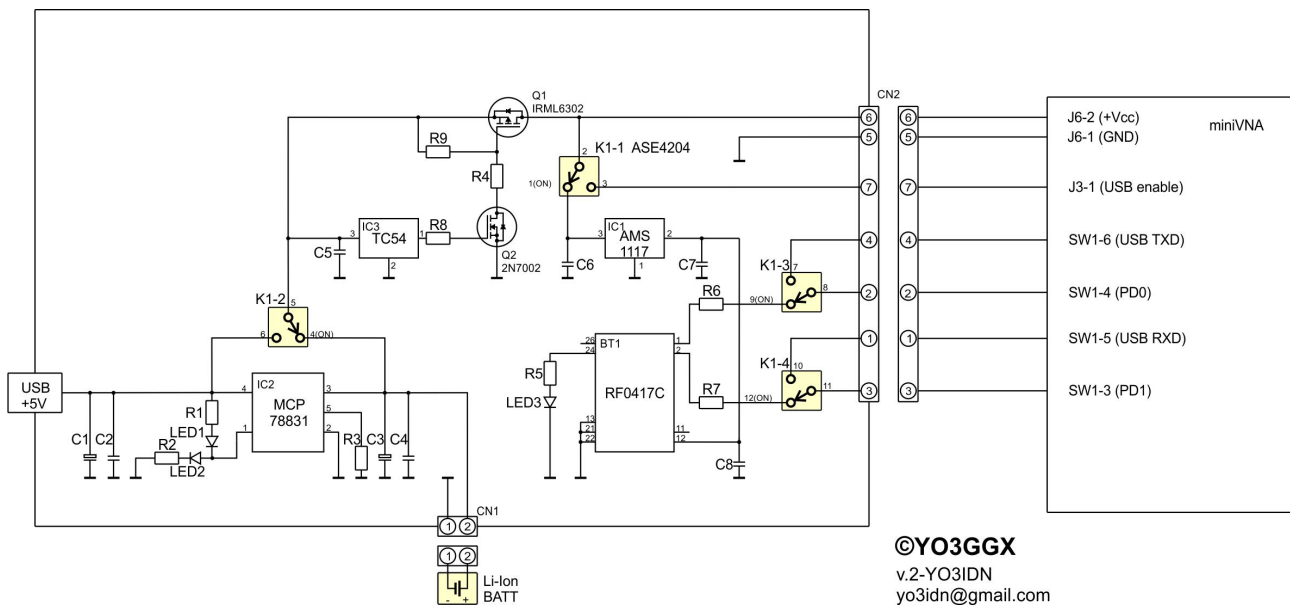 Q1
IRML6302
CN2
R9
R4
K1-1 ASE4204
2
1(ON)
3
6
6
J6-2 (+Vcc)
5
5
J6-1 (GND)
miniVNA
7
7
J3-1 (USB enable)
IC3
TC54
3
1
2
R8
C5
Q2
2N7002
IC1
AMS
1117
3
2
1
C6
C7
4
4
SW1-6 (USB TXD)
K1-3
7
8
9(ON)
R6
2
2
SW1-4 (PD0)
K1-2
5
6
4(ON)
BT1
RF0417C
26
24
1
2
13
21
22
11
12
R5
LED3
R7
K1-4
10
11
12(ON)
1
1
SW1-5 (USB RXD)
3
3
SW1-3 (PD1)
USB
+5V
IC2
MCP
78831
4
1
3
5
2
R1
LED1
R2
LED2
C1
C2
R3
C3
C4
C8
CN1
1
2
1
2
- +
Li-Ion
BATT
©YO3GGX
v.2-YO3IDN
yo3idn@gmail.com